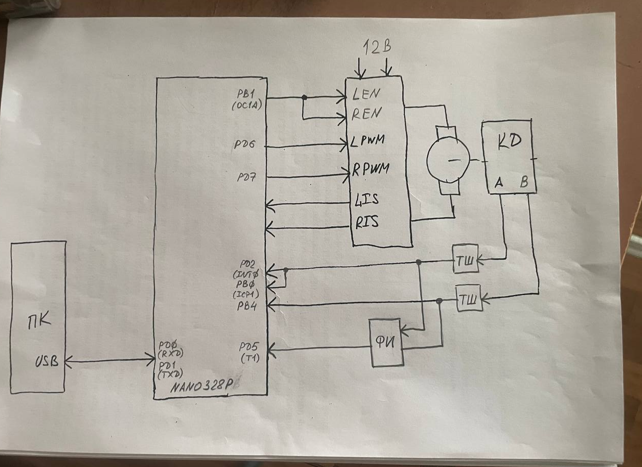 12В
PB1
(OC1A)
LEN
REN
PD6
LPWM
PD7
RPWM
LIS
RIS
КД
A B
PD2
(INT0)
PB0
(ICP1)
PB4
ТШ
ТШ
ФИ
PD5
(T1)
ПК
USB
PD0
(RXD)
PD1
(TXD)
NANO328P